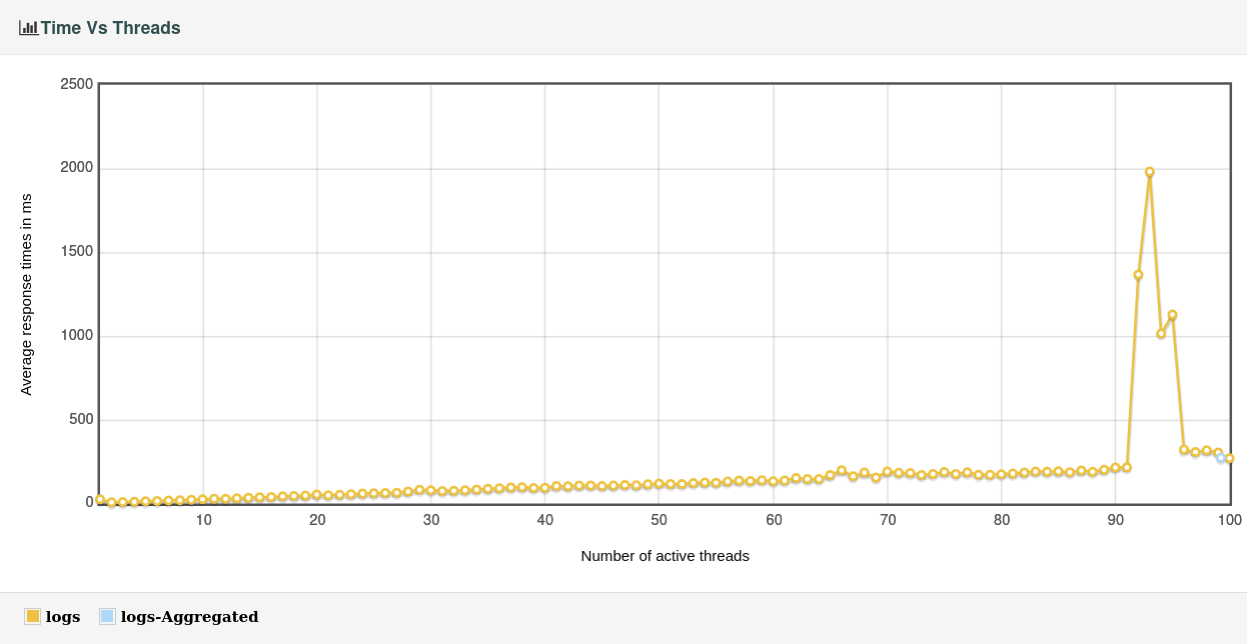 Time Vs Threads
2500
2000
1500
1000
500
0
Average response times in ms
10 20 30 40 50 60 70 80 90 100
Number of active threads
logs logs-Aggregated